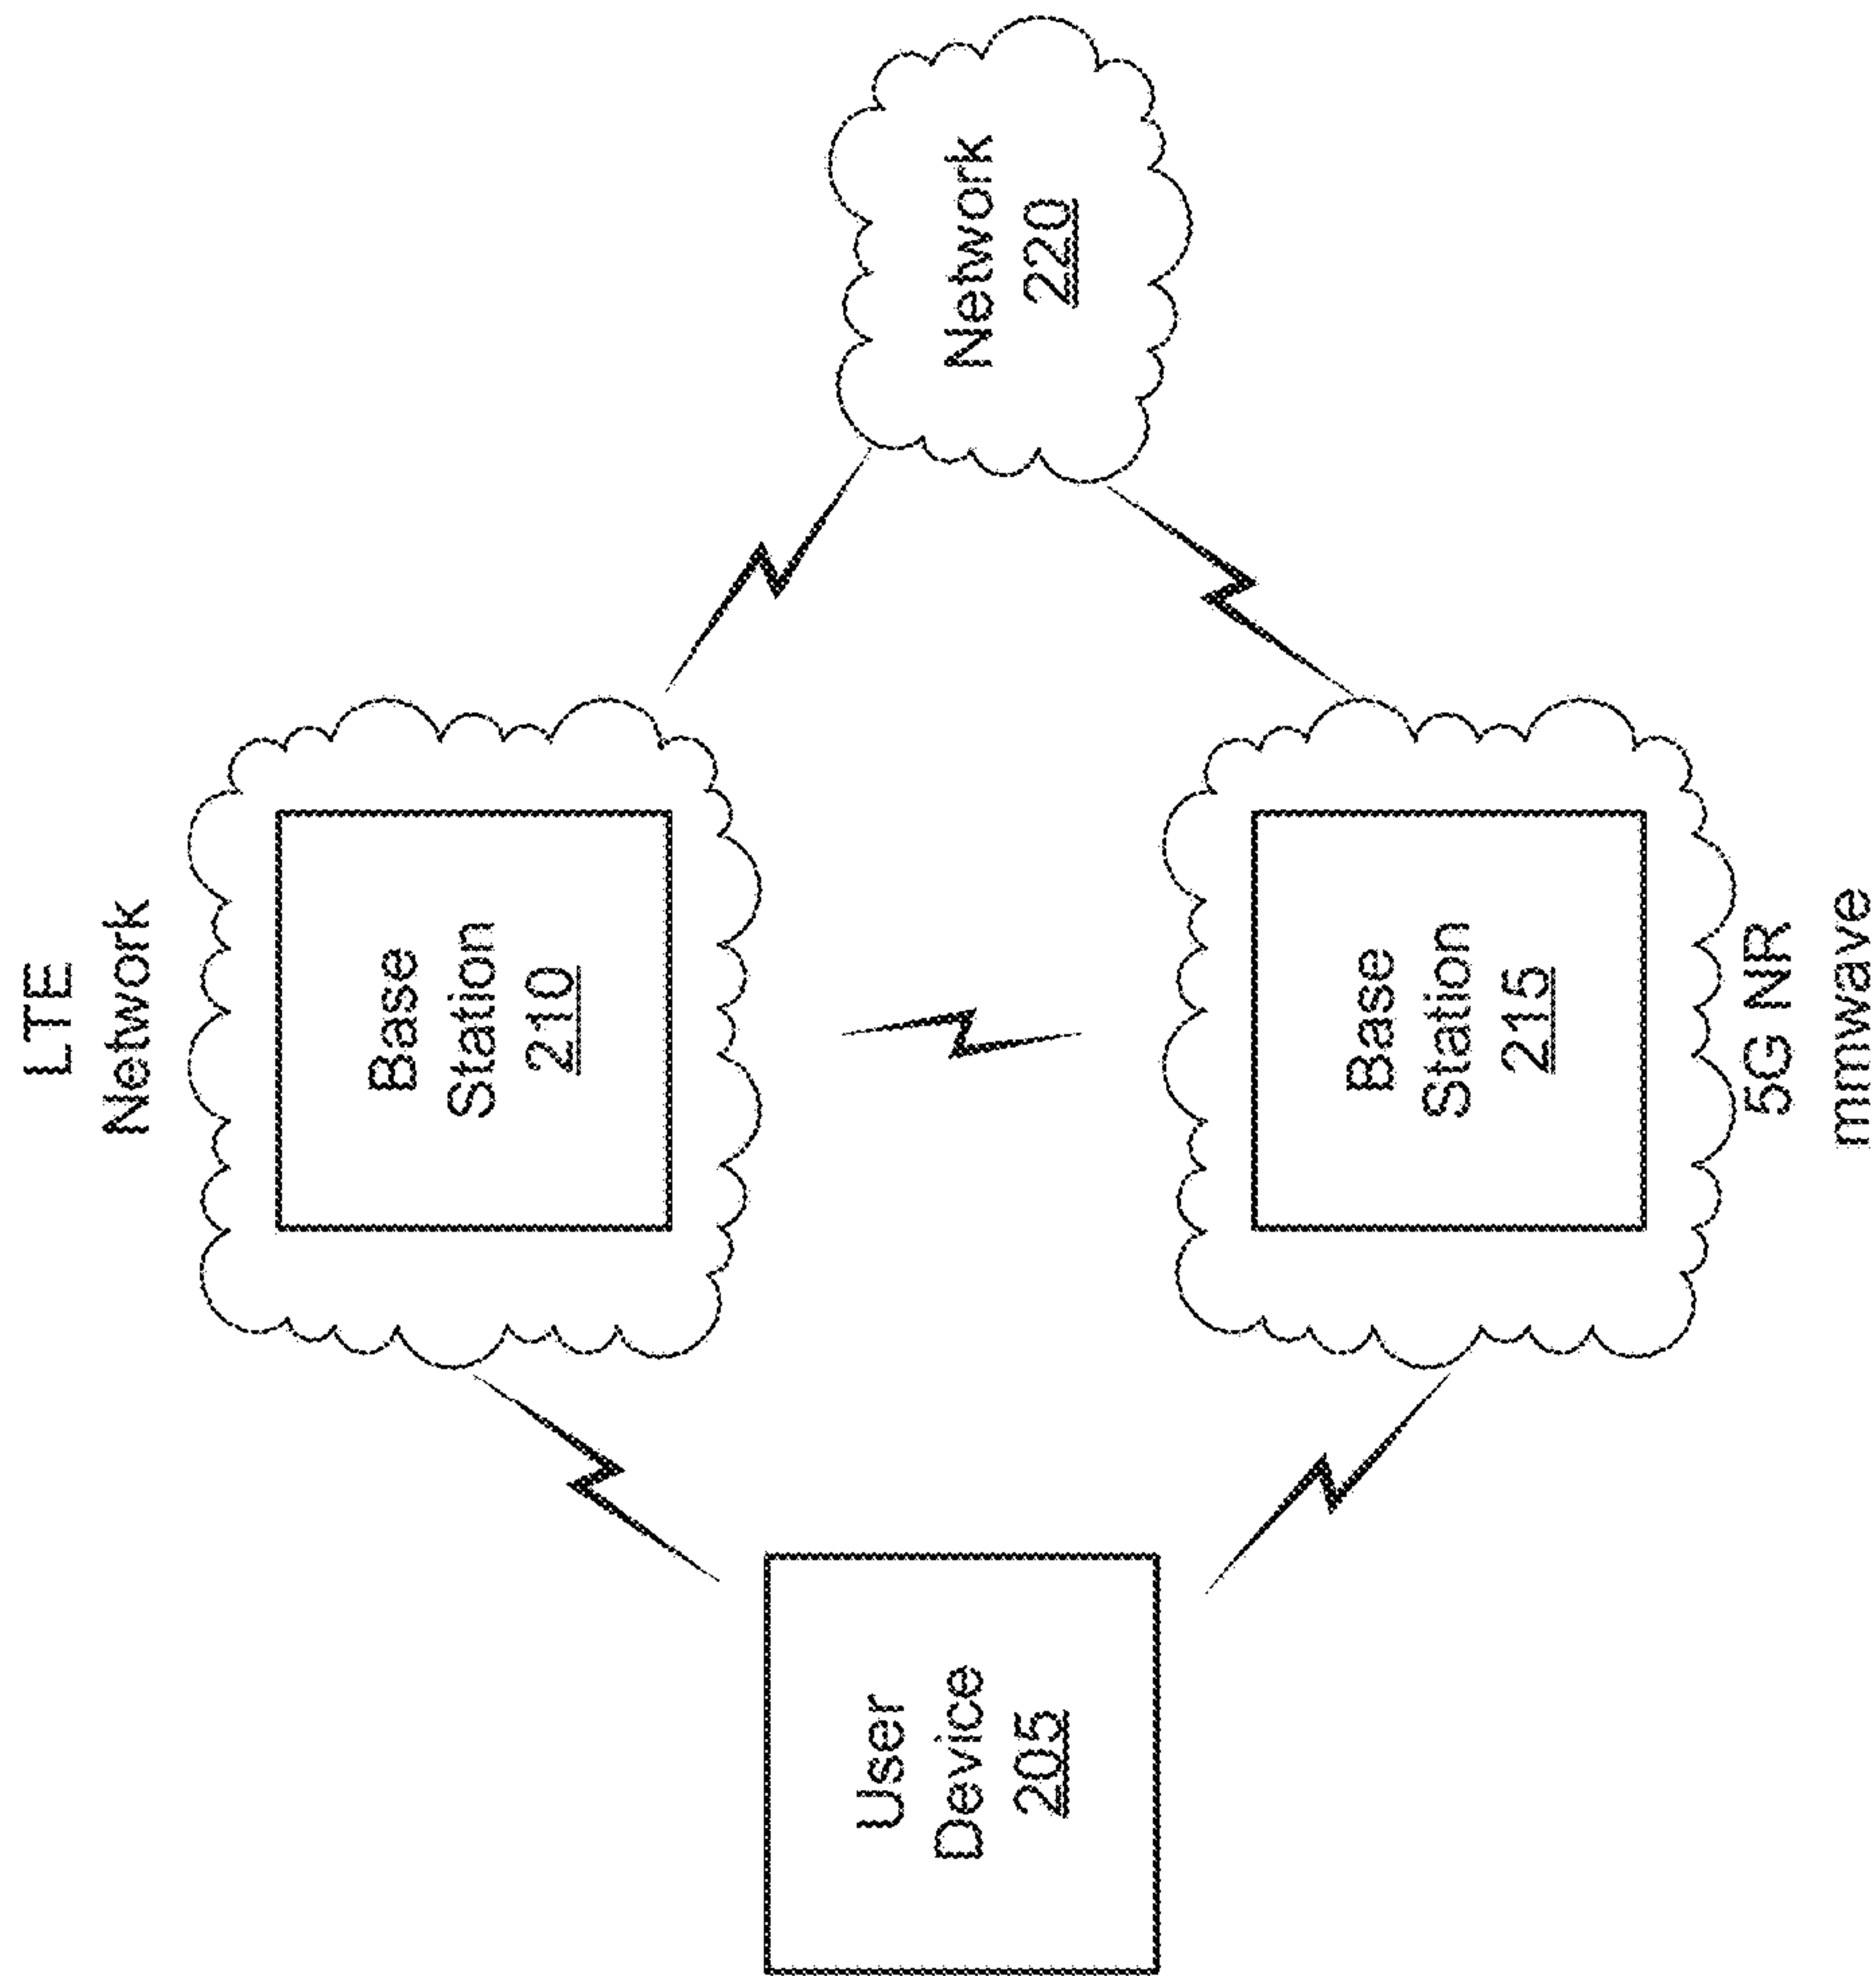 LTE
Network
Base
Station
210
User
Device
205
Network
220
Base
Station
215
5G NR
mmwave